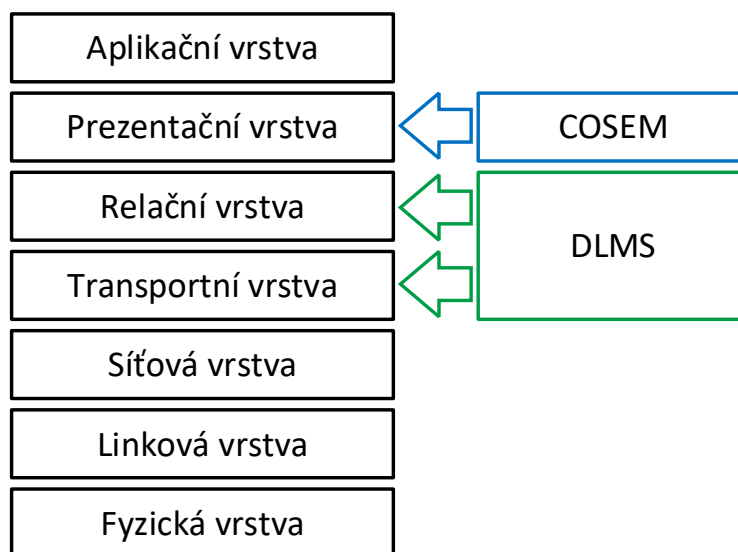 Aplikační vrstva
Prezentační vrstva
COSEM
Relační vrstva
DLMS
Transportní vrstva
Síťová vrstva
Linková vrstva
Fyzická vrstva